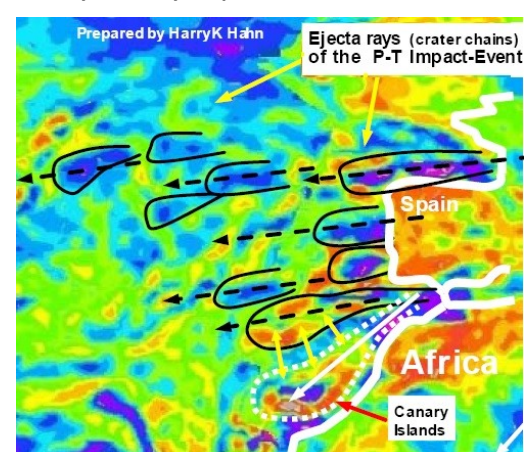 Prepared by HarryK Hahn
Ejecta rays (crater chains)
of the P-T Impact-Event
Spain
Africa
Canary
Islands